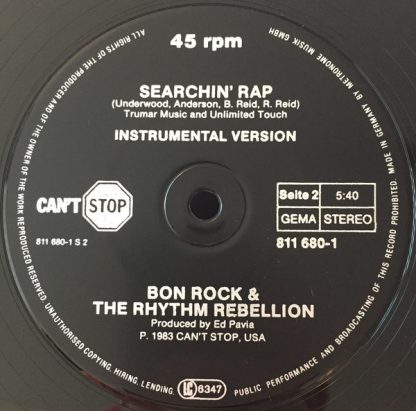 45 rpm
SEARCHIN' RAP
(Underwood, Anderson, B. Reid, R. Reid)
Trumar Music and Unlimited Touch
INSTRUMENTAL VERSION
CAN'T STOP
811 680-1 S 2
Seite 2 5:40
GEMA STEREO
811 680-1
BON ROCK &
THE RHYTHM REBELLION
Produced by Ed Pavia
P. 1983 CAN'T STOP, USA
LC 6347
ALL RIGHTS OF THE PRODUCER AND OF THE OWNER OF THE WORK REPRODUCED RESERVED. UNAUTHORISED COPYING, HIRING, LENDING, PUBLIC PERFORMANCE AND BROADCASTING OF THIS RECORD PROHIBITED. MADE IN GERMANY BY METRONOME MUSIK GMBH